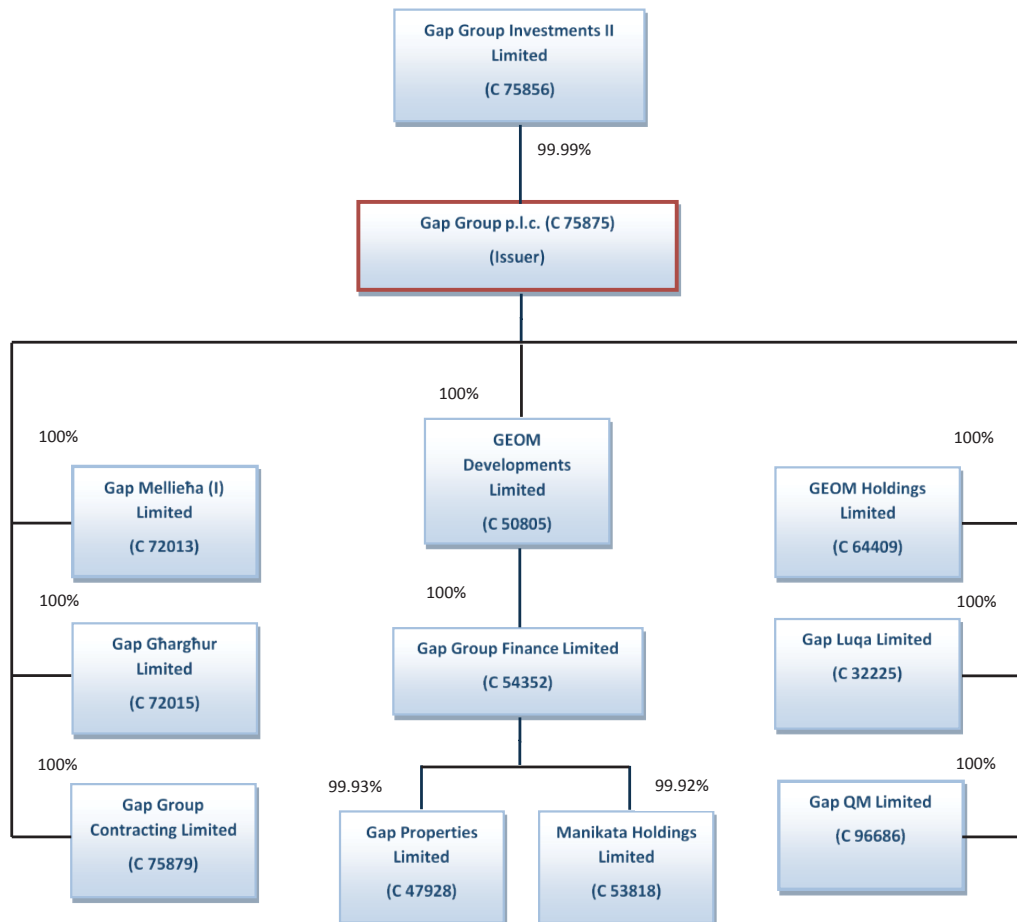 Gap Group Investments II
Limited
(C 75856)
99.99%
Gap Group p.l.c. (C 75875)
(Issuer)
100%
GEOM
Developments
Limited
(C 50805)
100%
Gap Mellieħa (I)
Limited
(C 72013)
100%
GEOM Holdings
Limited
(C 64409)
100%
Gap Group Finance Limited
(C 54352)
100%
Gap Għargħur
Limited
(C 72015)
100%
Gap Luqa Limited
(C 32225)
100%
Gap Group
Contracting Limited
(C 75879)
99.93%
Gap Properties
Limited
(C 47928)
99.92%
Manikata Holdings
Limited
(C 53818)
100%
Gap QM Limited
(C 96686)